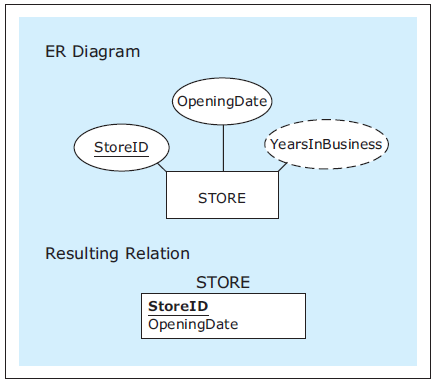 ER Diagram
OpeningDate
StoreID
YearsInBusiness
STORE
Resulting Relation
STORE
StoreID
OpeningDate